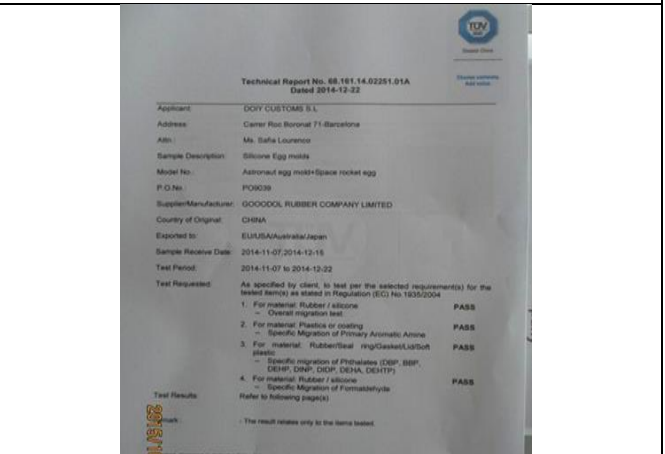 TÜV
Technical Report No. 68.161.14.02251.01A
Dated 2014-12-22
Applicant: DOIY CUSTOMS S.L
Address: Carrer Roc Boronat 71-Barcelona
Attn.: Ms. Safia Lourenco
Sample Description: Silicone Egg molds
Model No.: Astronaut egg mold+Space rocket egg
P.O.No.: PO9039
Supplier/Manufacturer: GOOODOL RUBBER COMPANY LIMITED
Country of Original: CHINA
Exported to: EU/USA/Australia/Japan
Sample Receive Date: 2014-11-07,2014-12-15
Test Period: 2014-11-07 to 2014-12-22
Test Requested: As specified by client, to test per the selected requirement(s) for the
tested item(s) as stated in Regulation (EC) No.1935/2004
1. For material: Rubber / silicone PASS
– Overall migration test
2. For material: Plastics or coating PASS
– Specific Migration of Primary Aromatic Amine
3. For material: Rubber/Seal ring/Gasket/Lid/Soft PASS
plastic
– Specific migration of Phthalates (DBP, BBP,
DEHP, DINP, DIDP, DEHA, DEHTP)
4. For material: Rubber / silicone PASS
– Specific Migration of Formaldehyde
Test Results: Refer to following page(s)
- The result relates only to the items tested.